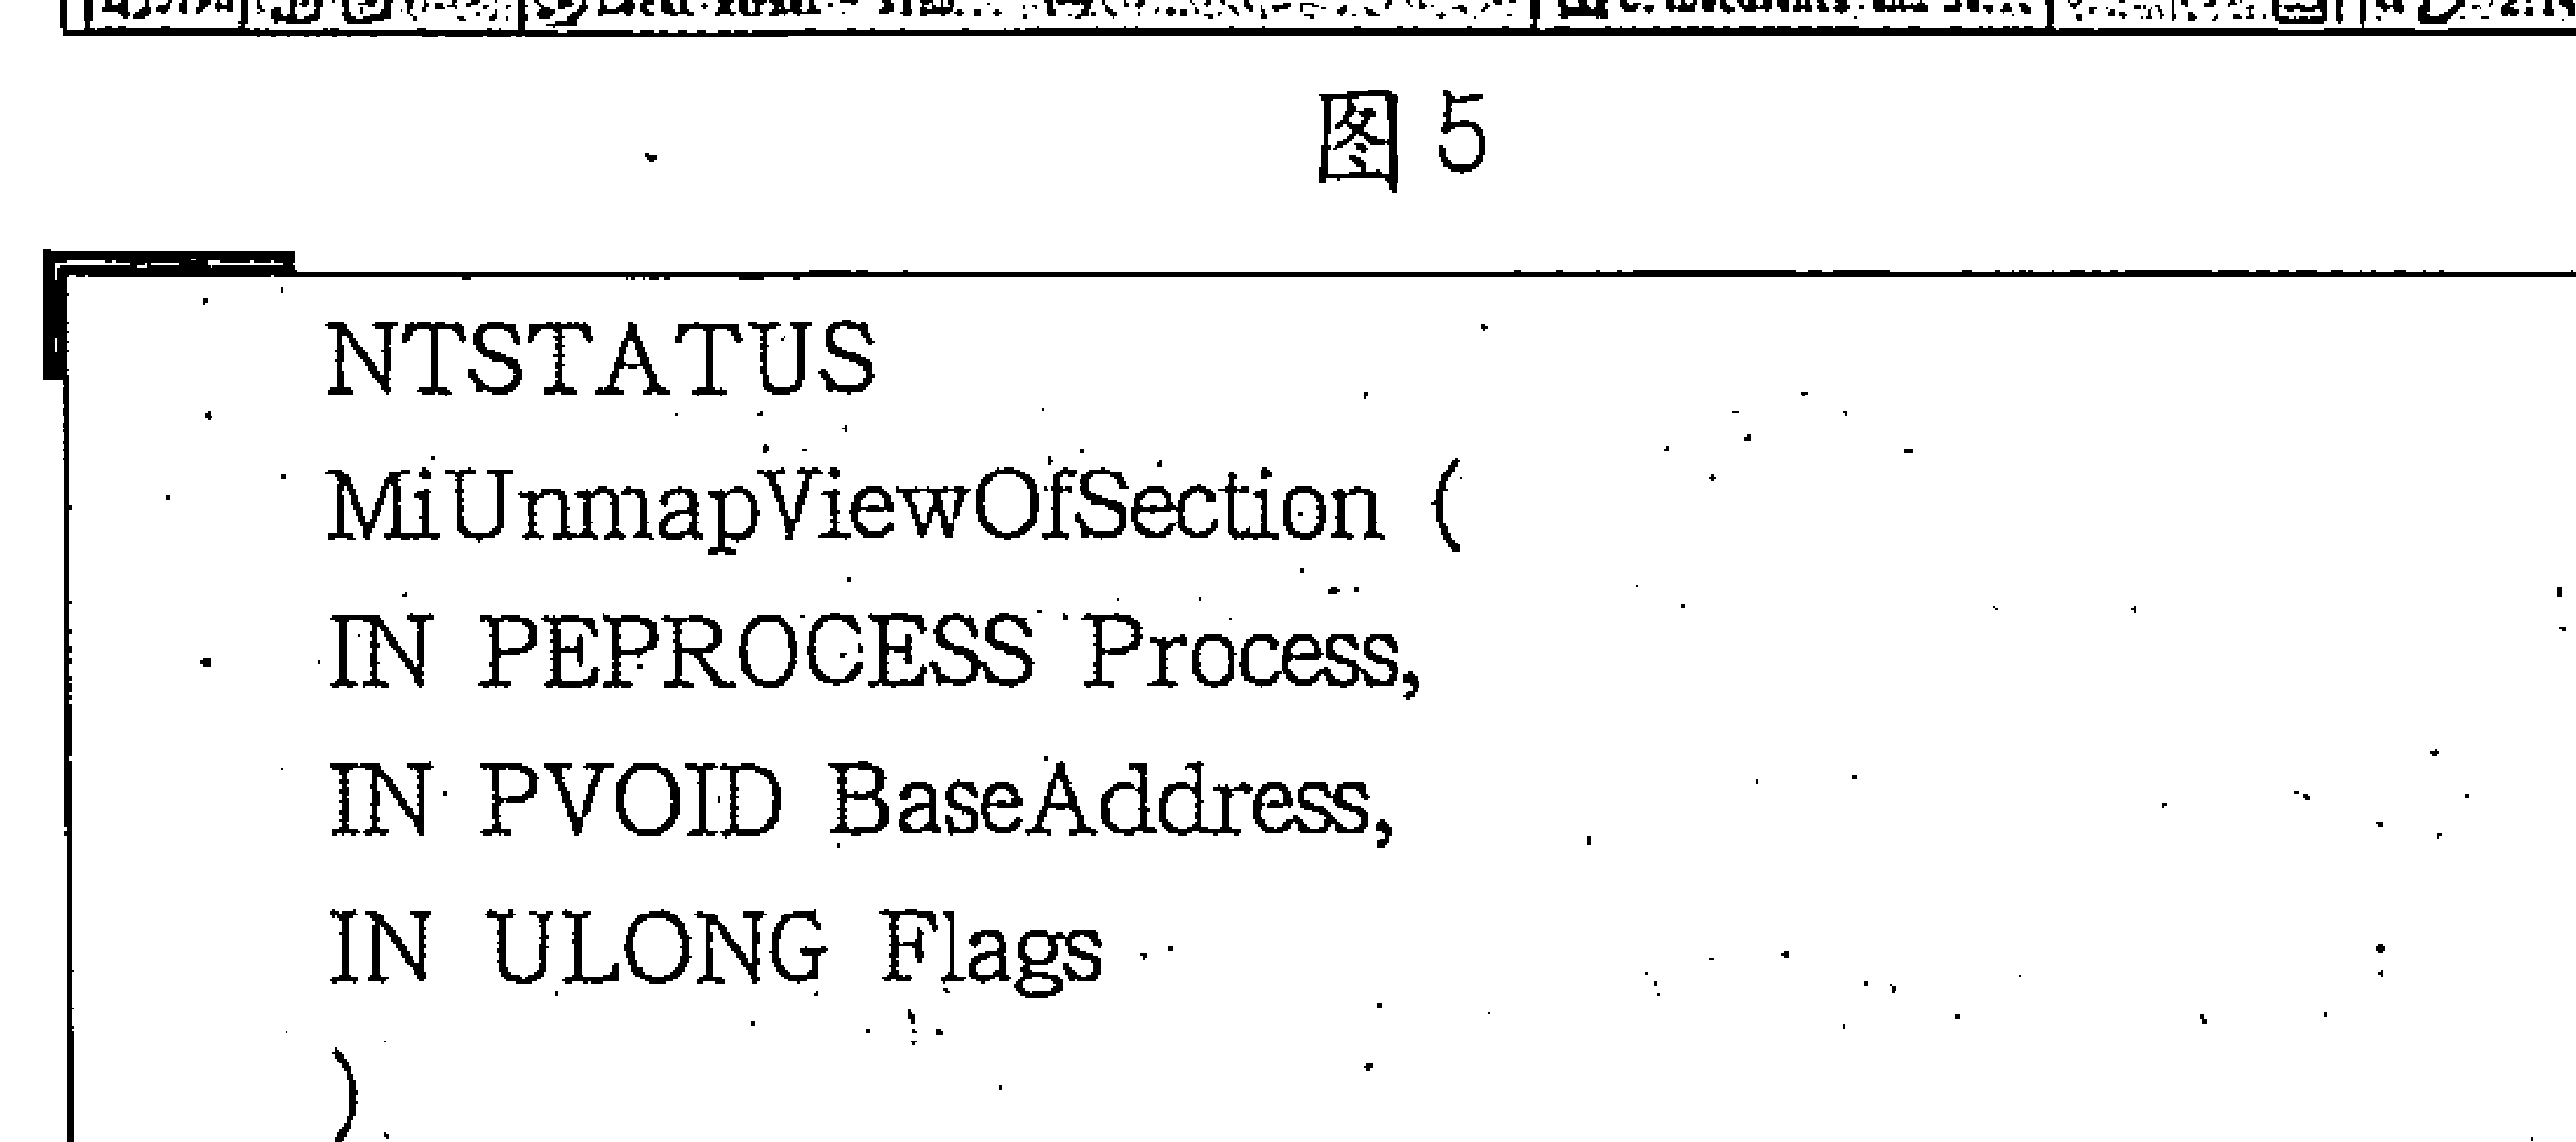 图 5
NTSTATUS
MiUnmapViewOfSection (
IN PEPROCESS Process,
IN PVOID BaseAddress,
IN ULONG Flags
)